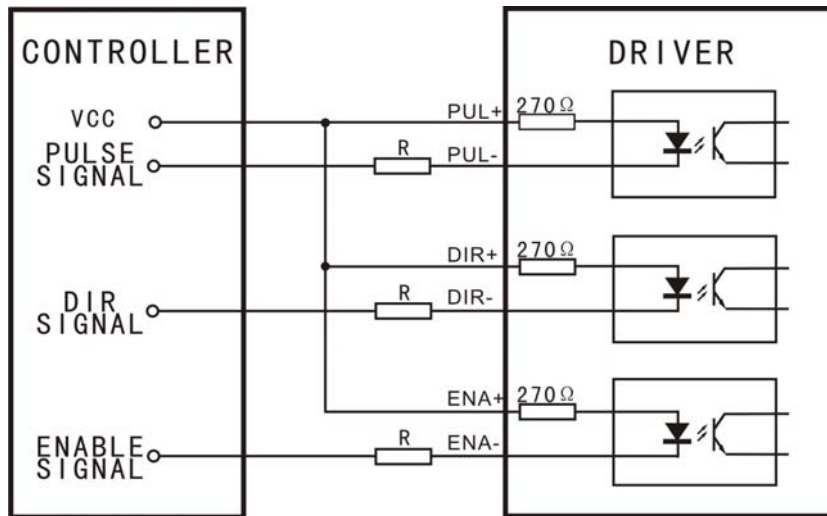 CONTROLLER
DRIVER
VCC
PUL+
270Ω
PULSE
SIGNAL
R
PUL-
DIR+
270Ω
DIR
SIGNAL
R
DIR-
ENA+
270Ω
ENABLE
SIGNAL
R
ENA-